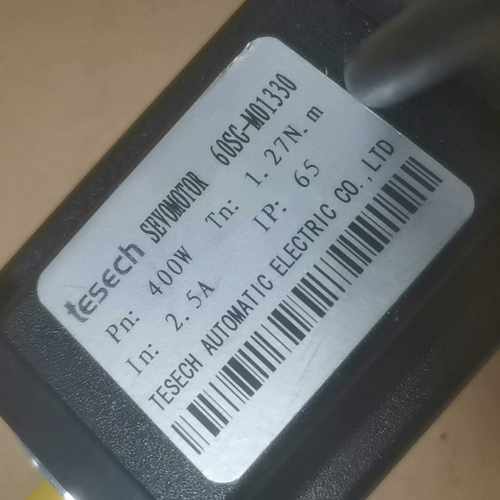 tesech SEVOMOTOR 60SG-M01330
Pn: 400W Tn: 1.27N.m
In: 2.5A IP: 65
TESECH AUTOMATIC ELECTRIC CO.,LTD